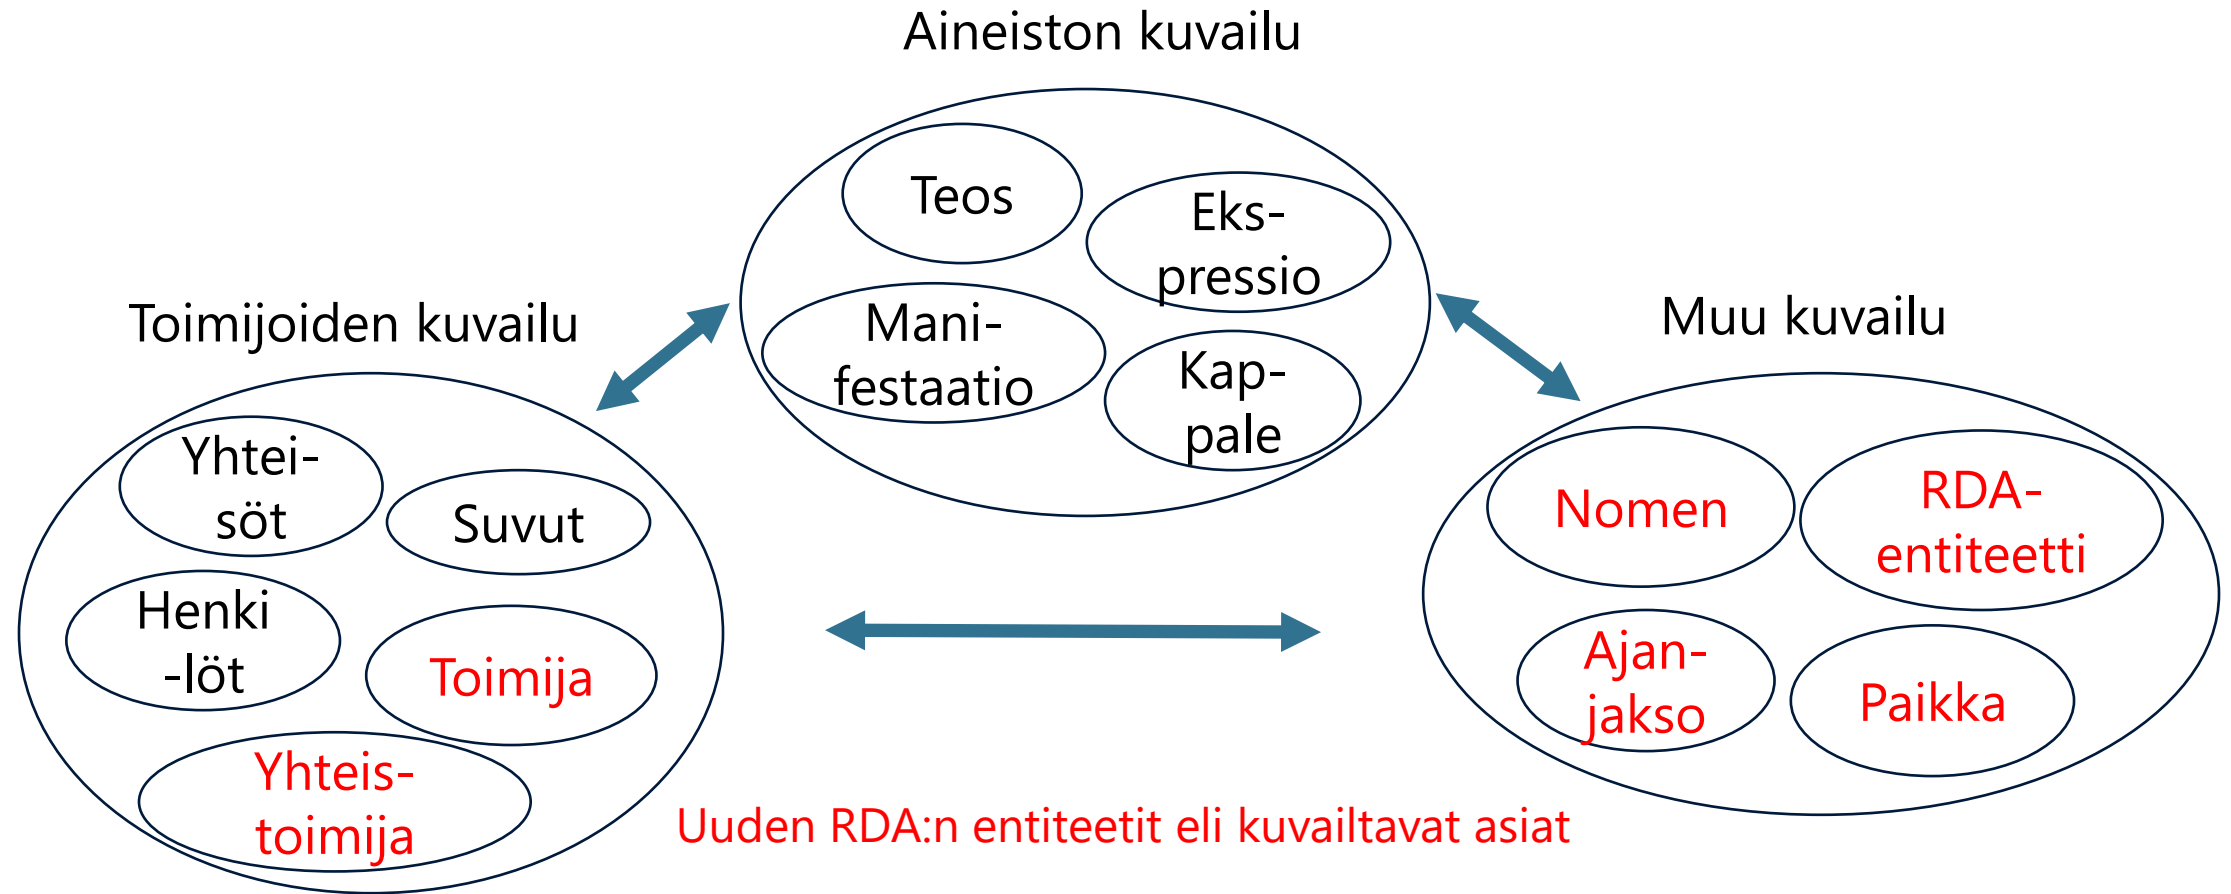 Aineiston kuvailu
Teos
Eks-
pressio
Mani-
festaatio
Kap-
pale
Toimijoiden kuvailu
Yhtei-
söt
Suvut
Henki
-löt
Toimija
Yhteis-
toimija
Muu kuvailu
Nomen
RDA-
entiteetti
Ajan-
jakso
Paikka
Uuden RDA:n entiteetit eli kuvailtavat asiat